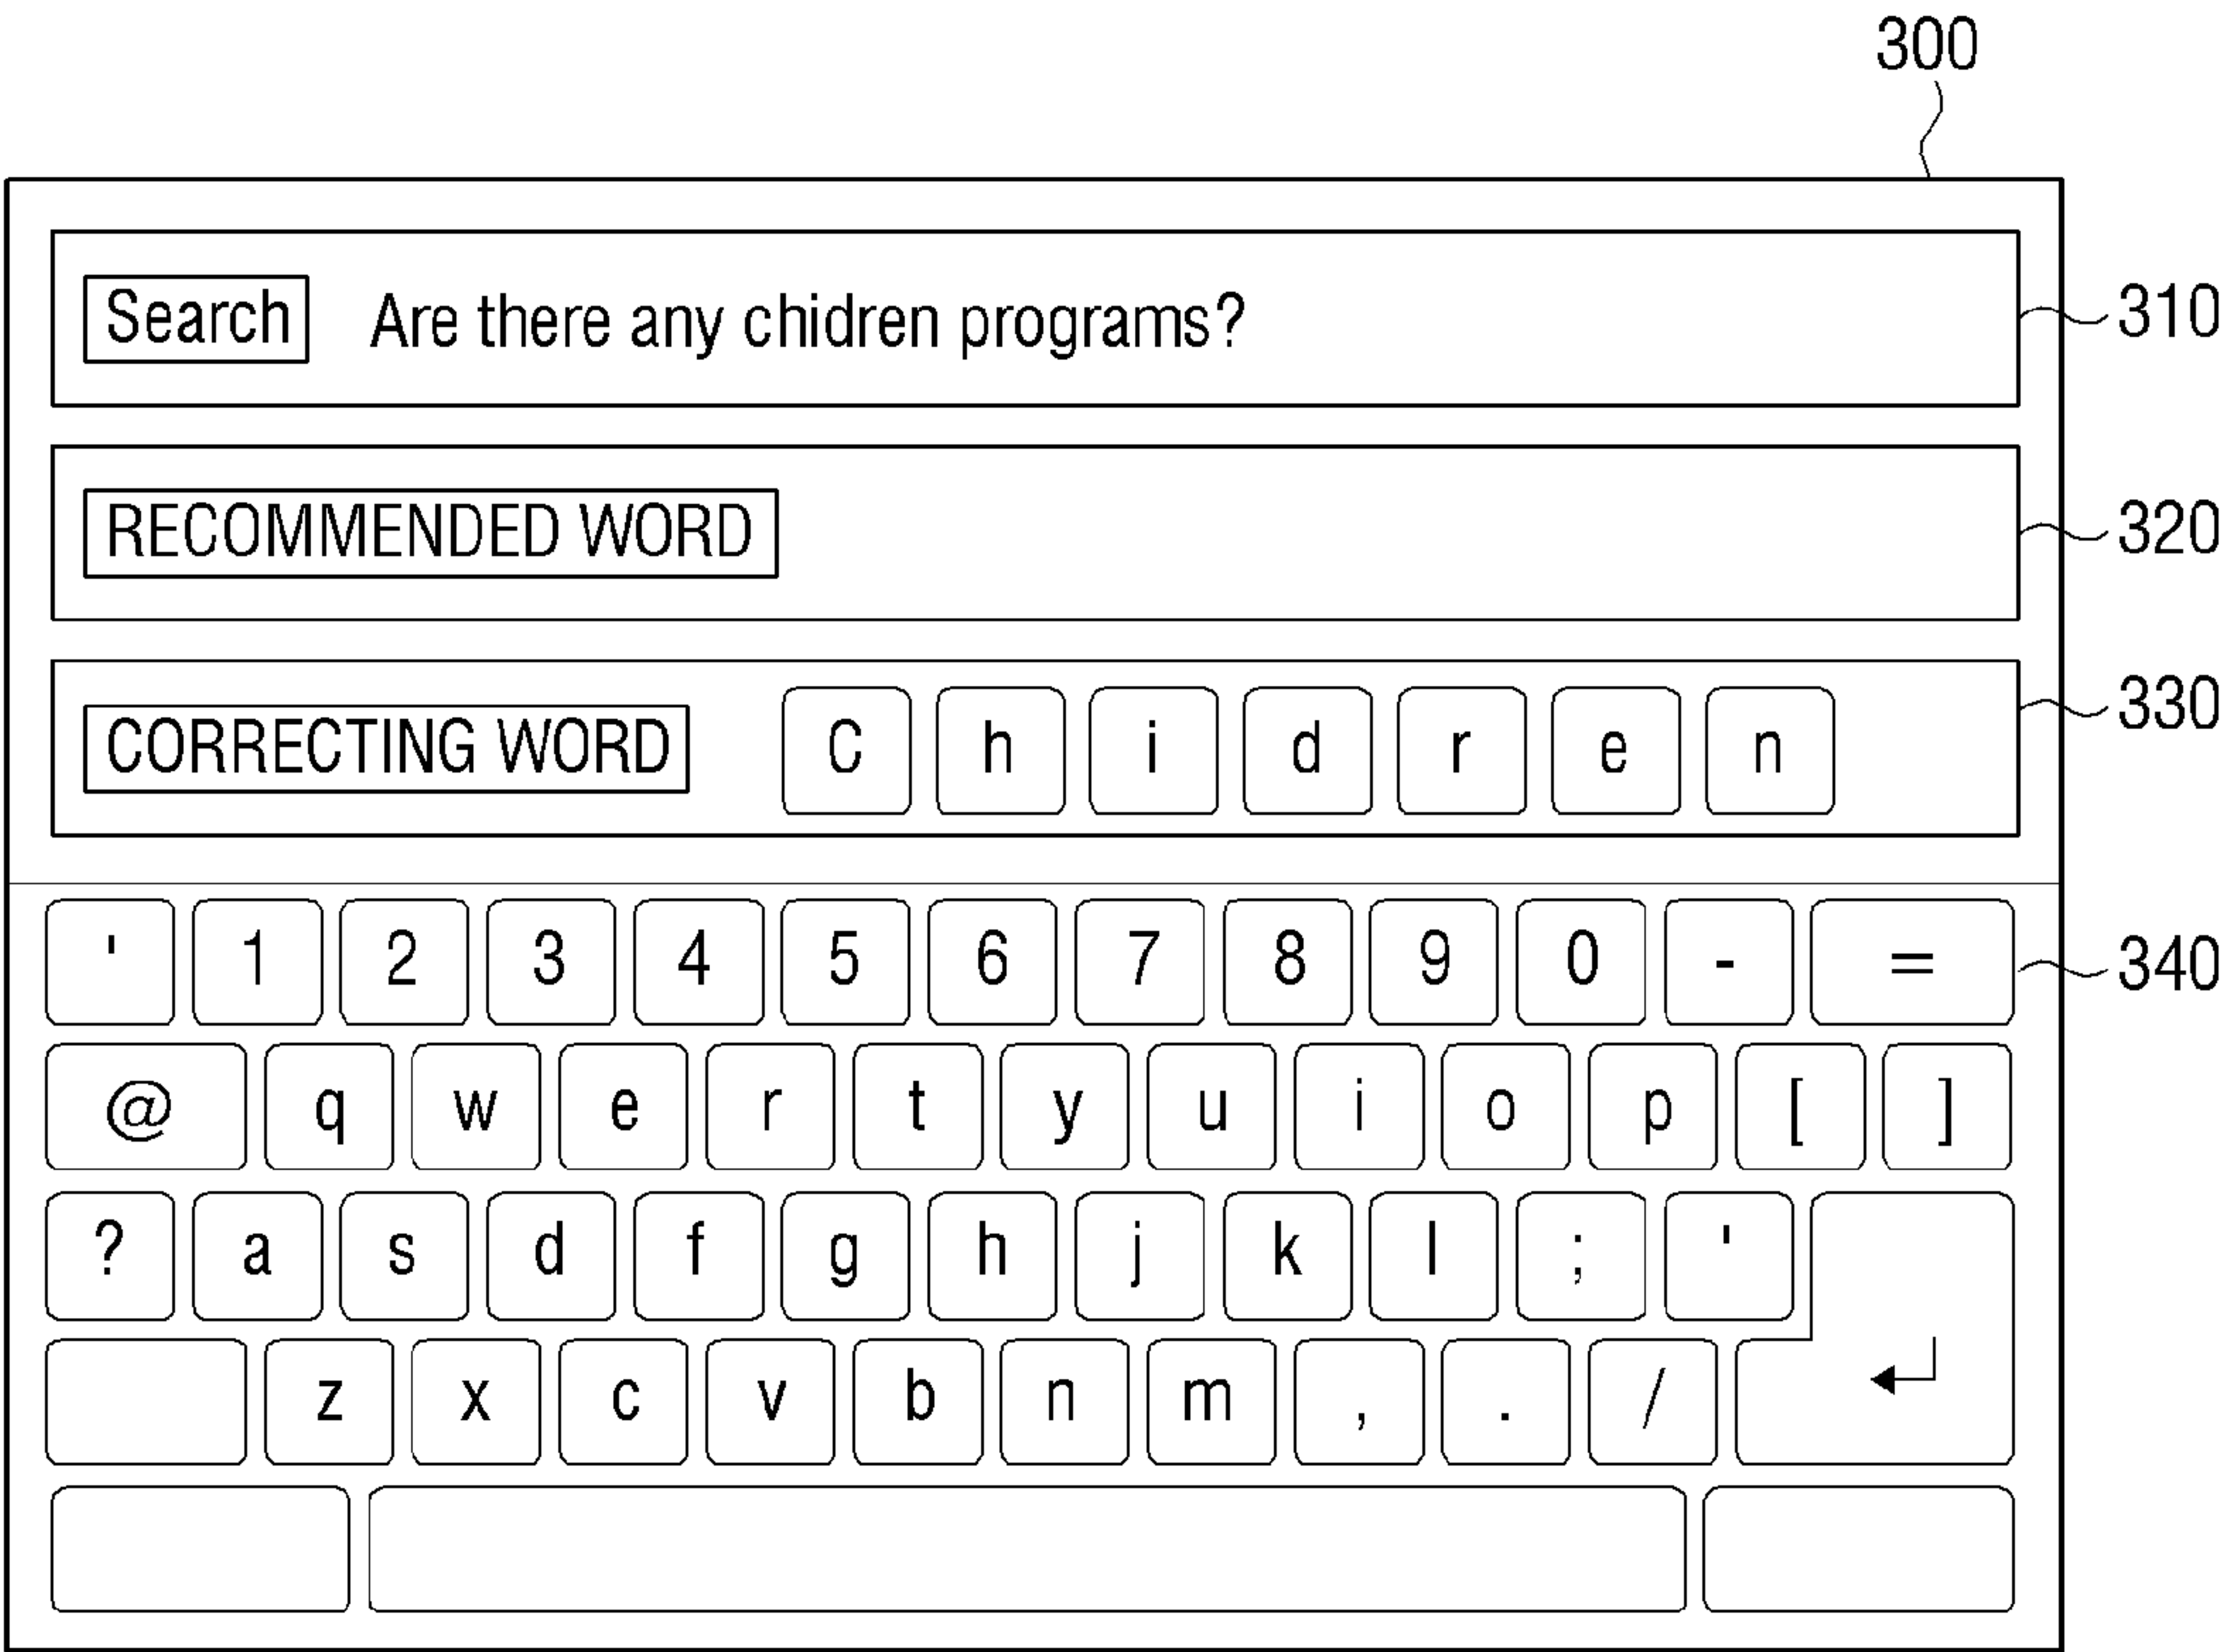 300
Search Are there any chidren programs? 310
RECOMMENDED WORD 320
CORRECTING WORD C h i d r e n 330
' 1 2 3 4 5 6 7 8 9 0 - = 340
@ q w e r t y u i o p [ ]
? a s d f g h j k l ; '
z x c v b n m , . /